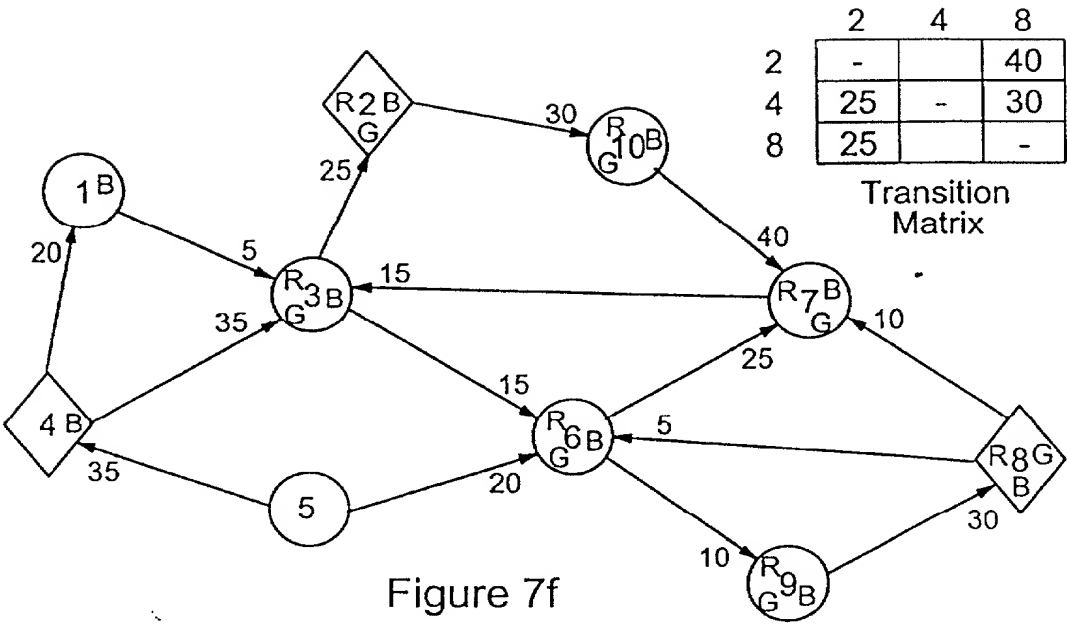 2 4 8
2 - 40
4 25 - 30
8 25 -
Transition
Matrix
R 2 B
G
30
R
10 B
G
25
1 B
20
5
R
3 B
G
15
40
R 7 B
G
35
10
25
15
4 B
R
6 B
G
5
R 8 G
B
35
20
5
30
10
R
9 B
G
Figure 7f